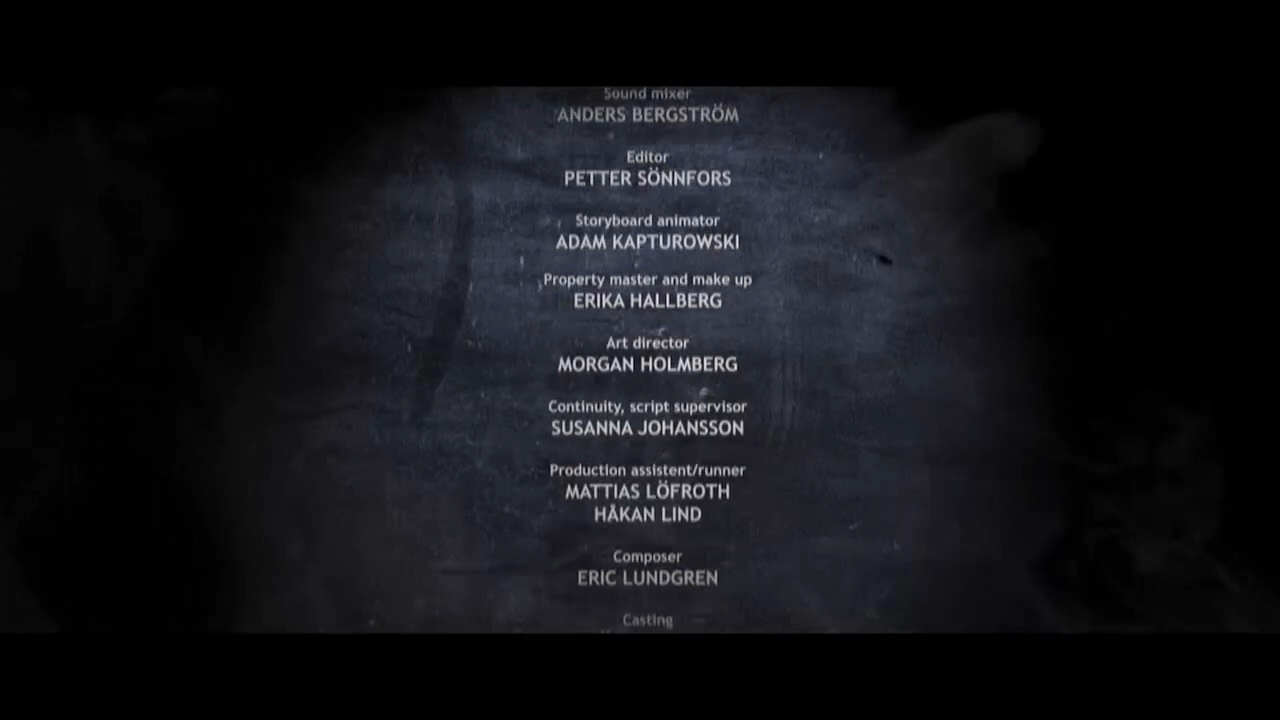 Sound mixer
ANDERS BERGSTRÖM
Editor
PETTER SÖNNFORS
Storyboard animator
ADAM KAPTUROWSKI
Property master and make up
ERIKA HALLBERG
Art director
MORGAN HOLMBERG
Continuity, script supervisor
SUSANNA JOHANSSON
Production assistent/runner
MATTIAS LÖFROTH
HÅKAN LIND
Composer
ERIC LUNDGREN
Casting